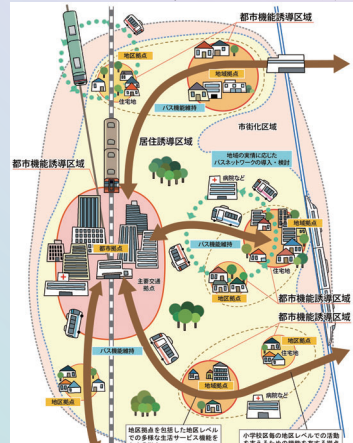 都市機能誘導区域
地区拠点
地域拠点
住宅地
バス機能維持
市街化区域
居住誘導区域
地域の実情に応じた
バスネットワークの導入・検討
都市機能誘導区域
病院など
地域拠点
都市拠点
バス機能維持
主要交通
拠点
住宅地
地区拠点
都市機能誘導区域
都市機能誘導区域
バス機能維持
地区拠点
住宅地
地域拠点
地区拠点
病院など
地区拠点を包括した地区レベル
での多様な生活サービス機能を
小学校区毎の地区レベルでの活動